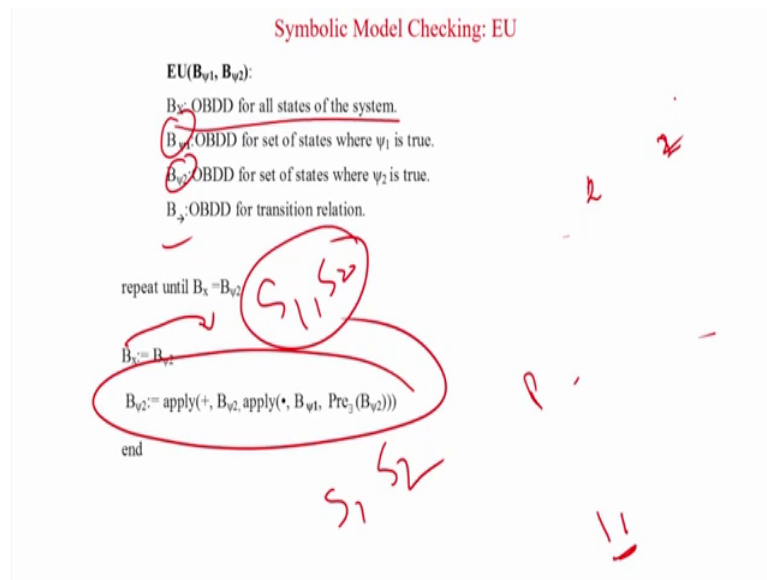 Symbolic Model Checking: EU
EU(Bψ1, Bψ2):
Bx:OBDD for all states of the system.
Bψ1:OBDD for set of states where ψ1 is true.
Bψ2:OBDD for set of states where ψ2 is true.
B→:OBDD for transition relation.
repeat until Bx =Bψ2
S1, S2
Bx:= Bψ2
Bψ2:= apply(+, Bψ2, apply(•, Bψ1, Pre∃ (Bψ2)))
end
S1 S2
P
11